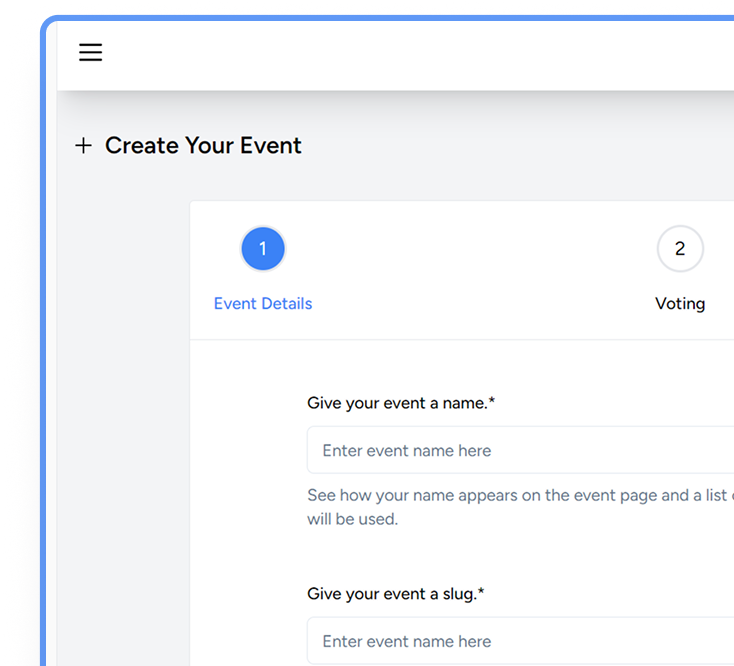 Create Your Event
1
2
Event Details
Voting
Give your event a name.*
Enter event name here
See how your name appears on the event page and a list
will be used.
Give your event a slug.*
Enter event name here